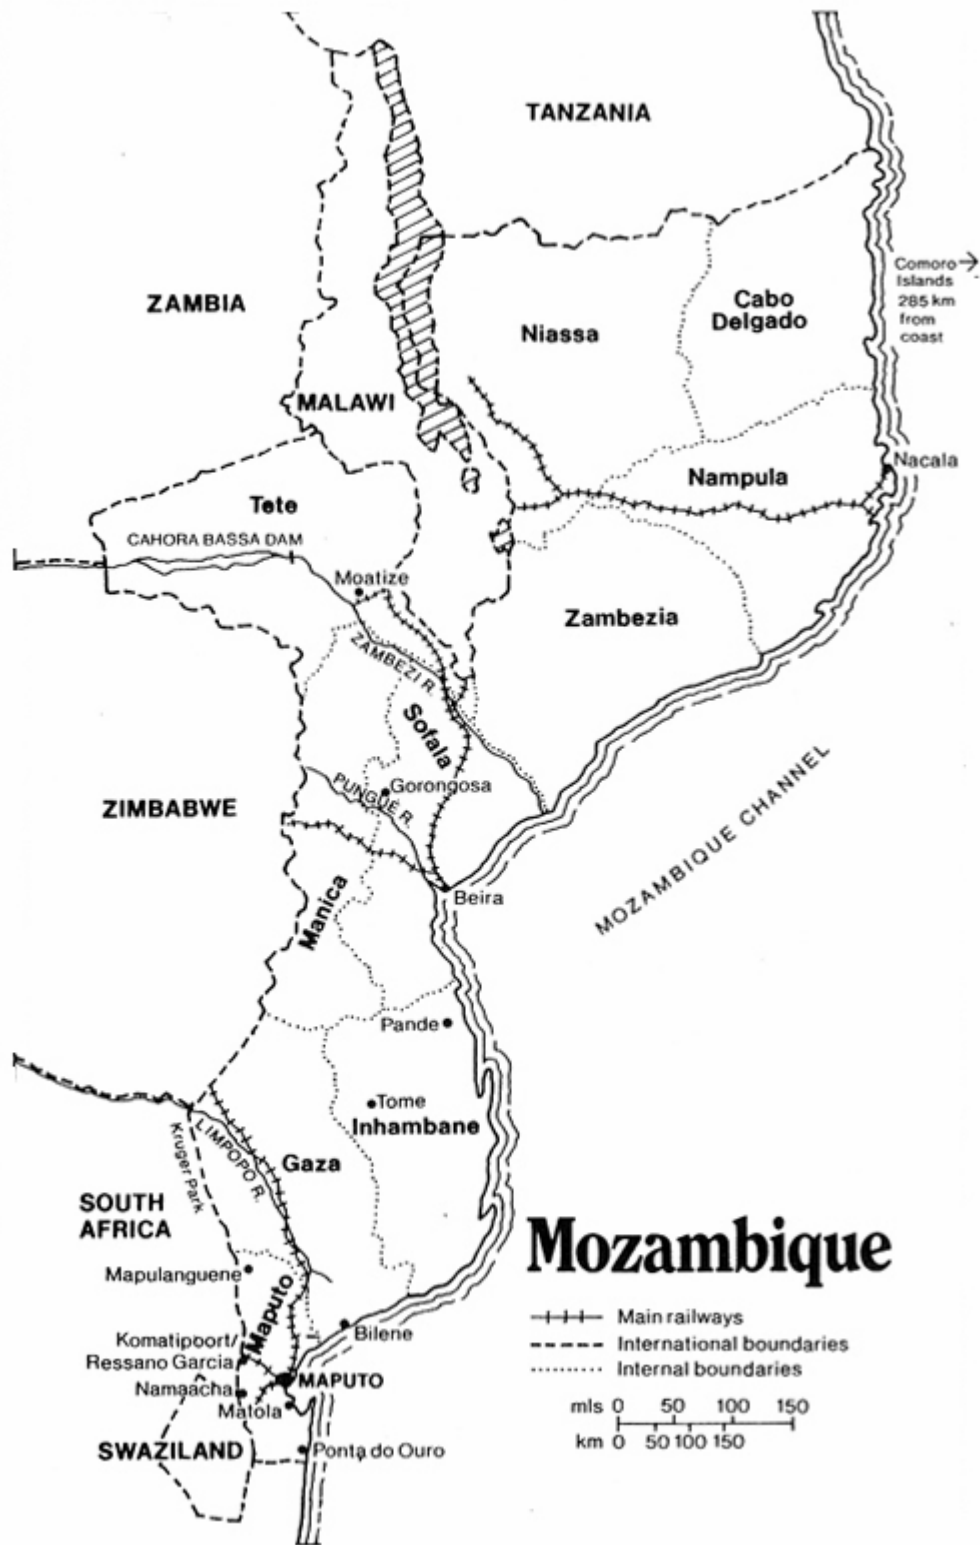 TANZANIA
Comoro →
Islands
285 km
from
coast
ZAMBIA
Cabo
Delgado
Niassa
MALAWI
Nacala
Nampula
Tete
CAHORA BASSA DAM
Moatize
Zambezia
ZAMBEZI R.
Sofala
PUNGUÉ R.
Gorongosa
ZIMBABWE
MOZAMBIQUE CHANNEL
Manica
Beira
Pande
Tome
Inhambane
LIMPOPO R.
Kruger Park
Gaza
SOUTH
AFRICA
Mozambique
Mapulanguene
Maputo
Main railways
Bilene
Komatipoort/
Ressano Garcia
International boundaries
Internal boundaries
MAPUTO
Namaacha
Matola
mls 0 50 100 150
km 0 50 100 150
SWAZILAND
Ponta do Ouro